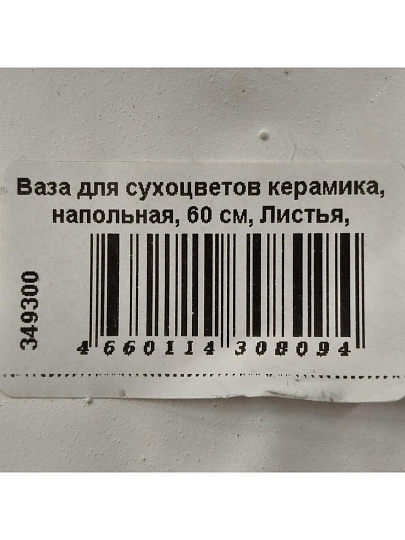 Ваза для сухоцветов керамика,
напольная, 60 см, Листья,
349300
4 660114 308094